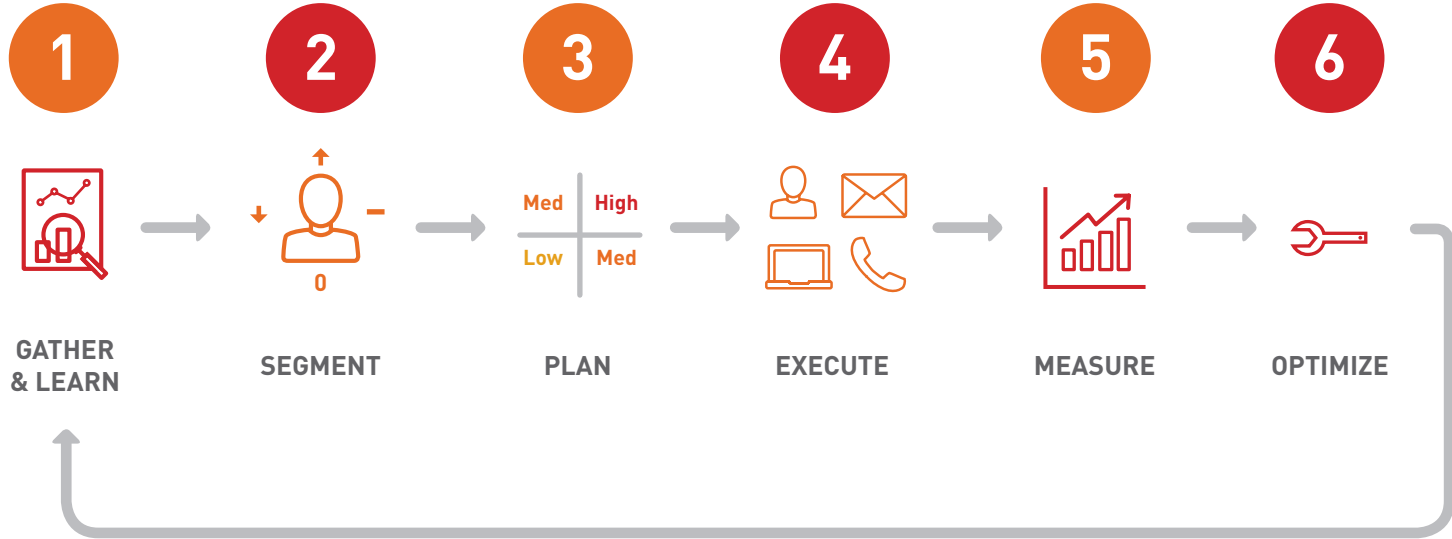 1
2
3
4
5
6
Med
High
Low
Med
0
GATHER
& LEARN
SEGMENT
PLAN
EXECUTE
MEASURE
OPTIMIZE